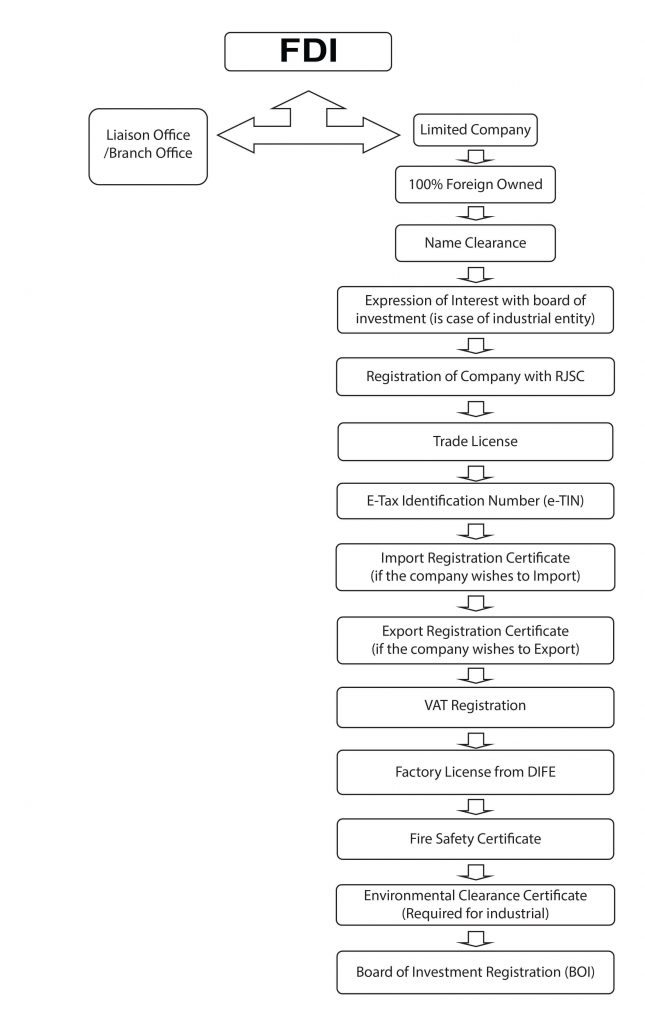 FDI
Liaison Office
/Branch Office
Limited Company
100% Foreign Owned
Name Clearance
Expression of Interest with board of
investment (is case of industrial entity)
Registration of Company with RJSC
Trade License
E-Tax Identification Number (e-TIN)
Import Registration Certificate
(if the company wishes to Import)
Export Registration Certificate
(if the company wishes to Export)
VAT Registration
Factory License from DIFE
Fire Safety Certificate
Environmental Clearance Certificate
(Required for industrial)
Board of Investment Registration (BOI)